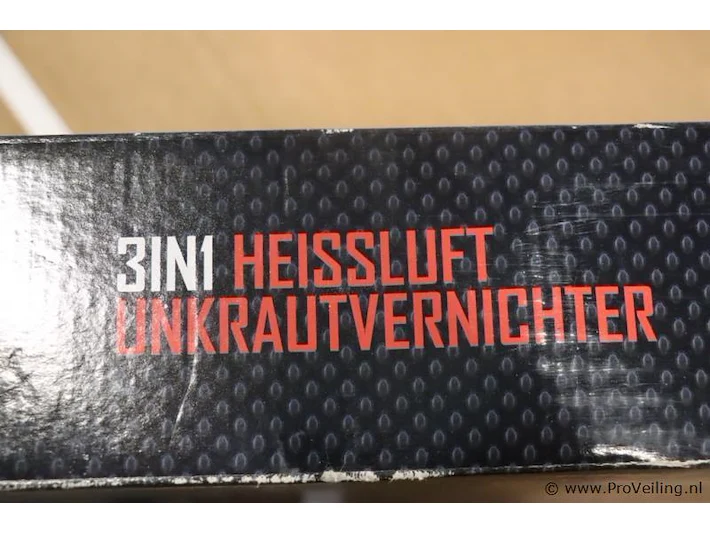 3IN1 HEISSLUFT
UNKRAUTVERNICHTER
© www.ProVeiling.nl